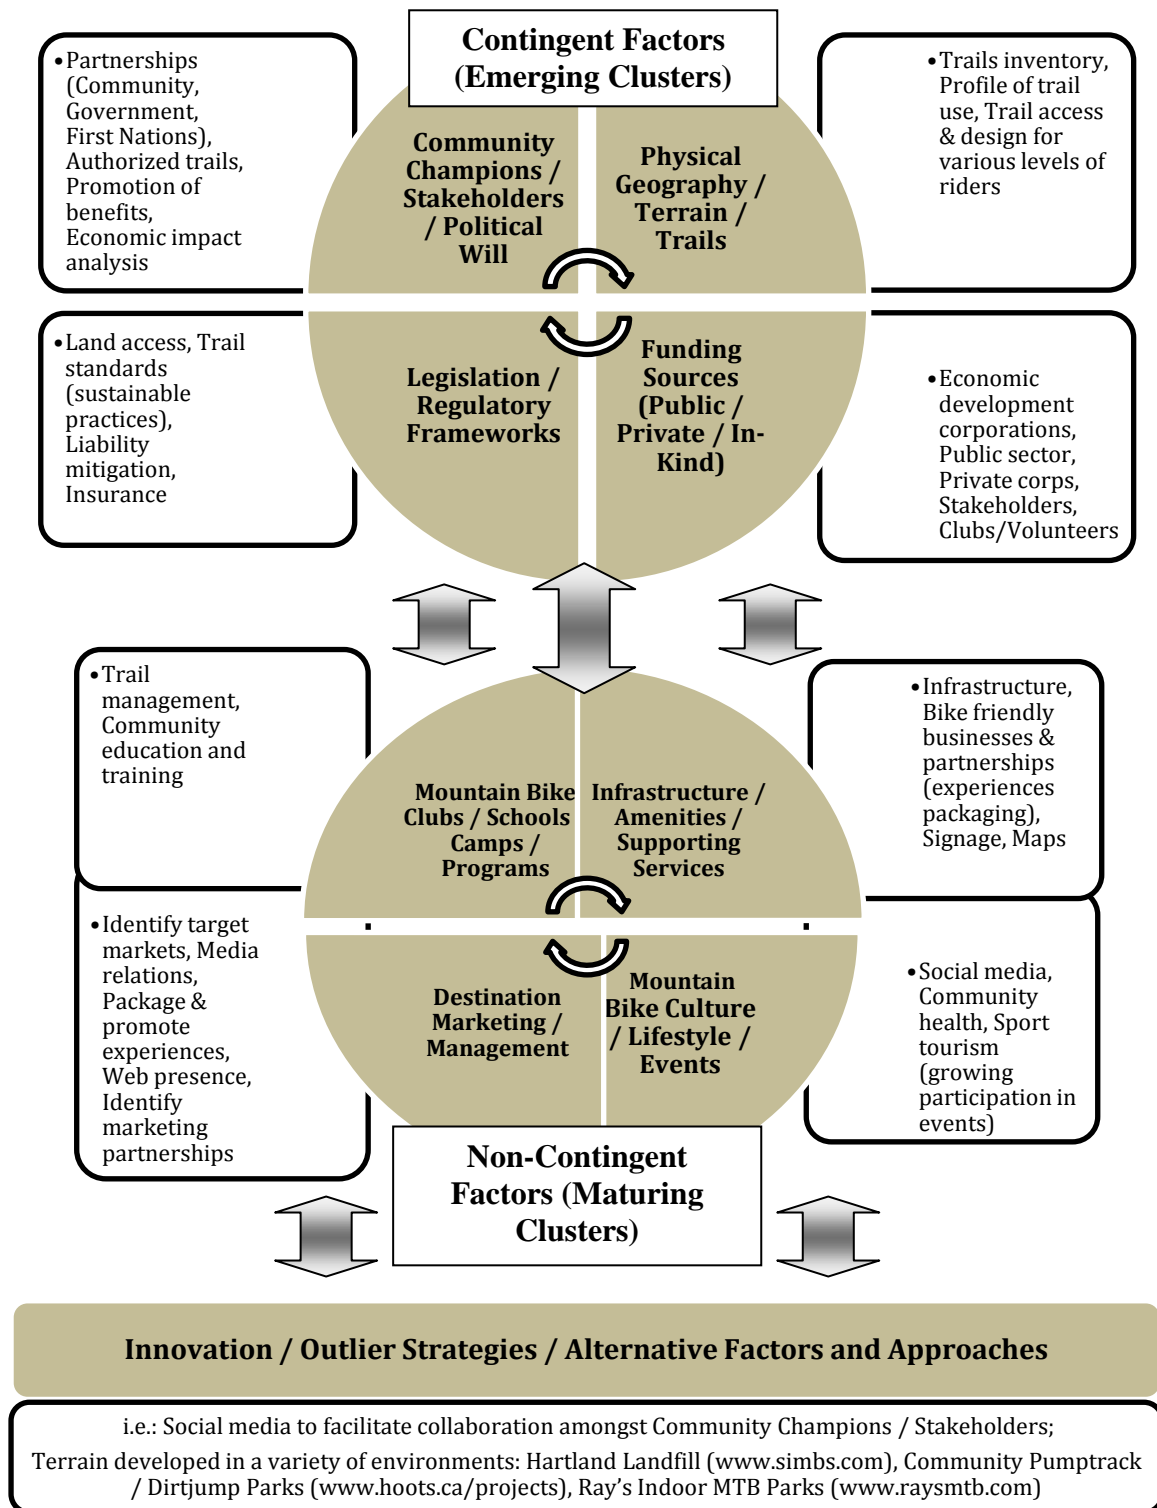 Contingent Factors
(Emerging Clusters)
•Partnerships
(Community,
Government,
First Nations),
Authorized trails,
Promotion of
benefits,
Economic impact
analysis
Community
Champions /
Stakeholders
/ Political
Will
Physical
Geography /
Terrain /
Trails
•Trails inventory,
Profile of trail
use, Trail access
& design for
various levels of
riders
•Land access, Trail
standards
(sustainable
practices),
Liability
mitigation,
Insurance
Legislation /
Regulatory
Frameworks
Funding
Sources
(Public /
Private / In-
Kind)
•Economic
development
corporations,
Public sector,
Private corps,
Stakeholders,
Clubs/Volunteers
•Trail
management,
Community
education and
training
Mountain Bike
Clubs / Schools
Camps /
Programs
Infrastructure /
Amenities /
Supporting
Services
•Infrastructure,
Bike friendly
businesses &
partnerships
(experiences
packaging),
Signage, Maps
•Identify target
markets, Media
relations,
Package &
promote
experiences,
Web presence,
Identify
marketing
partnerships
Destination
Marketing /
Management
Mountain
Bike Culture
/ Lifestyle /
Events
•Social media,
Community
health, Sport
tourism
(growing
participation in
events)
Non-Contingent
Factors (Maturing
Clusters)
Innovation / Outlier Strategies / Alternative Factors and Approaches
i.e.: Social media to facilitate collaboration amongst Community Champions / Stakeholders;
Terrain developed in a variety of environments: Hartland Landfill (www.simbs.com), Community Pumptrack
/ Dirtjump Parks (www.hoots.ca/projects), Ray's Indoor MTB Parks (www.raysmtb.com)